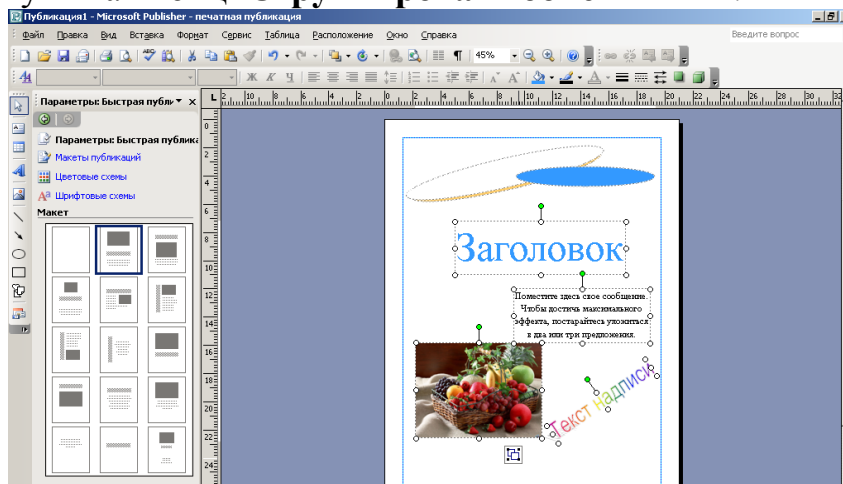 Публикация1 - Microsoft Publisher - печатная публикация
Файл Правка Вид Вставка Формат Сервис Таблица Расположение Окно Справка
Введите вопрос
45%
Ж К Ч
Параметры: Быстрая публи
Параметры: Быстрая публика
Макеты публикаций
Цветовые схемы
Шрифтовые схемы
Макет
Заголовок
Поместите здесь свое сообщение.
Чтобы достичь максимального
эффекта, постарайтесь уложиться
в два или три предложения.
Текст надписи